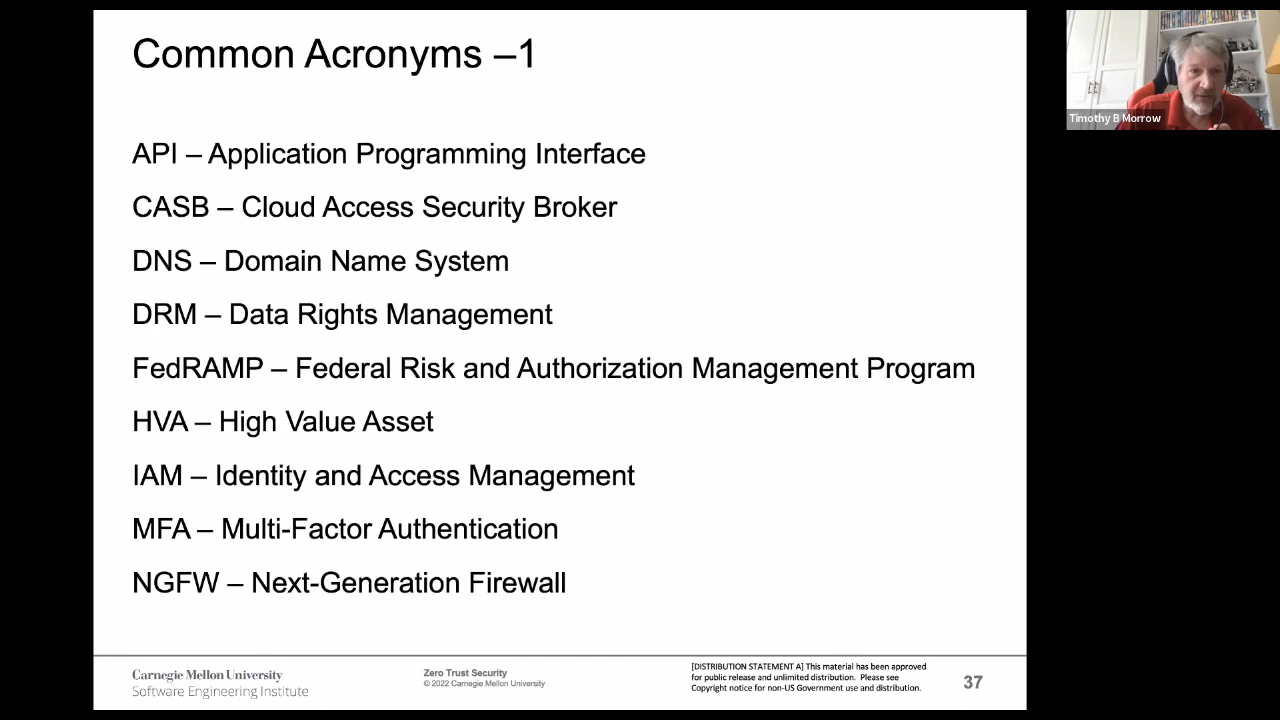 Common Acronyms –1
API – Application Programming Interface
CASB – Cloud Access Security Broker
DNS – Domain Name System
DRM – Data Rights Management
FedRAMP – Federal Risk and Authorization Management Program
HVA – High Value Asset
IAM – Identity and Access Management
MFA – Multi-Factor Authentication
NGFW – Next-Generation Firewall
Carnegie Mellon University
Software Engineering Institute
Zero Trust Security
© 2022 Carnegie Mellon University
[DISTRIBUTION STATEMENT A] This material has been approved
for public release and unlimited distribution. Please see
Copyright notice for non-US Government use and distribution.
37
Timothy B Morrow